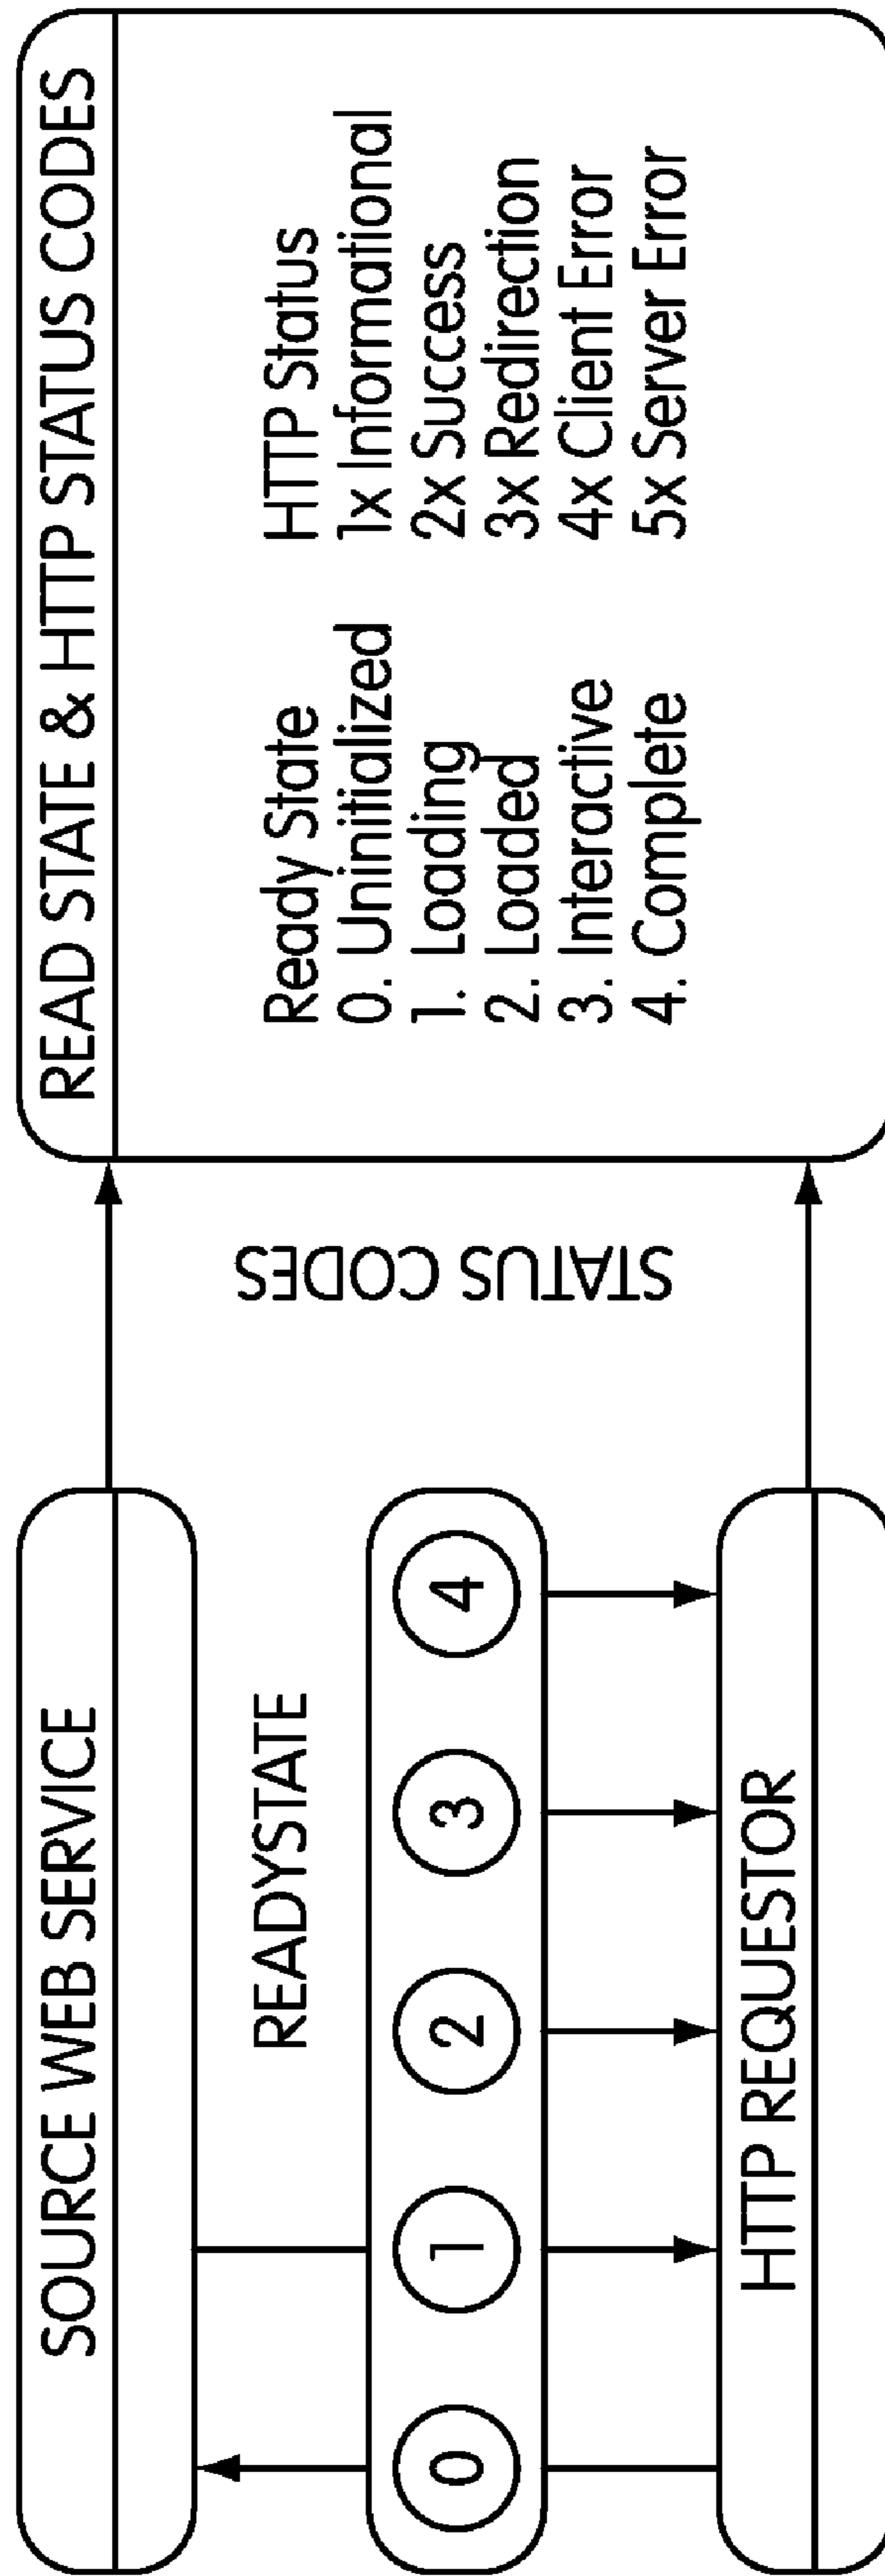 SOURCE WEB SERVICE
READYSTATE
0 1 2 3 4
HTTP REQUESTOR
STATUS CODES
READ STATE & HTTP STATUS CODES
Ready State
0. Uninitialized
1. Loading
2. Loaded
3. Interactive
4. Complete
HTTP Status
1x Informational
2x Success
3x Redirection
4x Client Error
5x Server Error